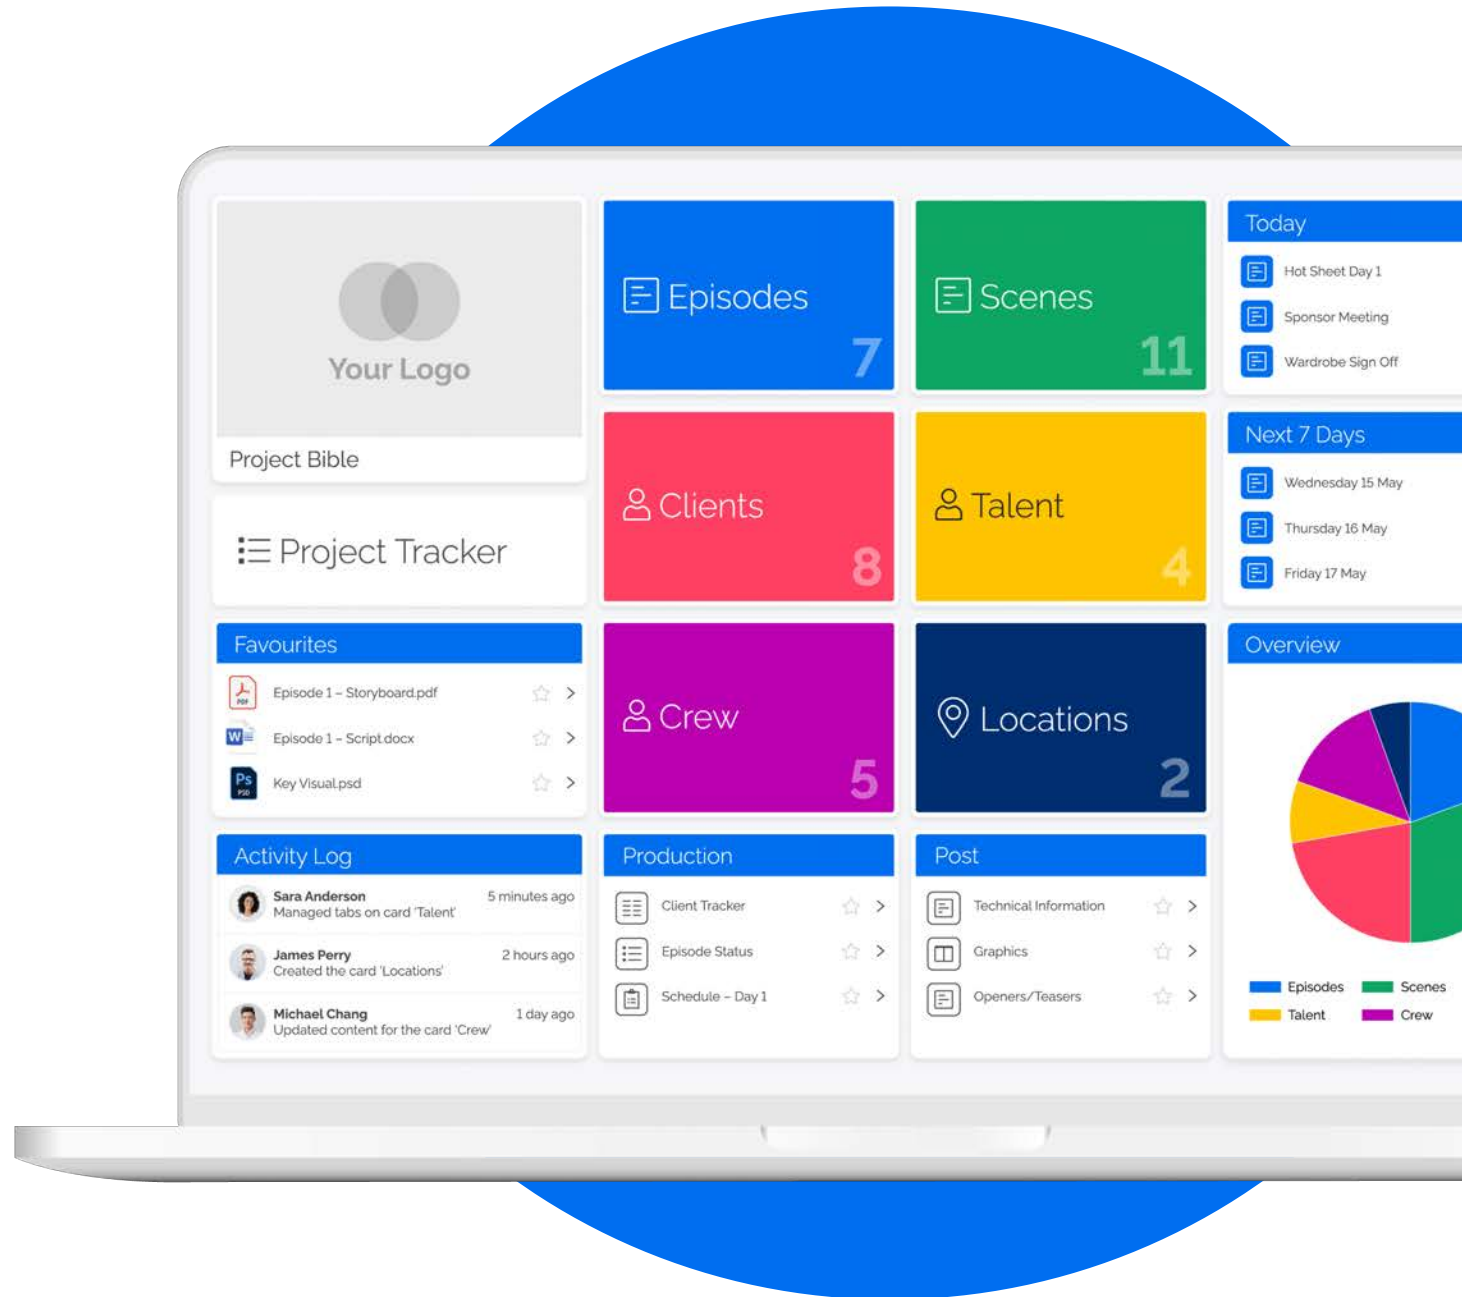 Your Logo
Project Bible
Project Tracker
Favourites
PDF
Episode 1 – Storyboard.pdf
W
Episode 1 – Script.docx
Ps
PSD
Key Visual.psd
Activity Log
Sara Anderson
5 minutes ago
Managed tabs on card 'Talent'
James Perry
2 hours ago
Created the card 'Locations'
Michael Chang
1 day ago
Updated content for the card 'Crew'
Episodes
7
Scenes
11
Clients
8
Talent
4
Crew
5
Locations
2
Production
Client Tracker
Episode Status
Schedule – Day 1
Post
Technical Information
Graphics
Openers/Teasers
Today
Hot Sheet Day 1
Sponsor Meeting
Wardrobe Sign Off
Next 7 Days
Wednesday 15 May
Thursday 16 May
Friday 17 May
Overview
Episodes
Scenes
Talent
Crew